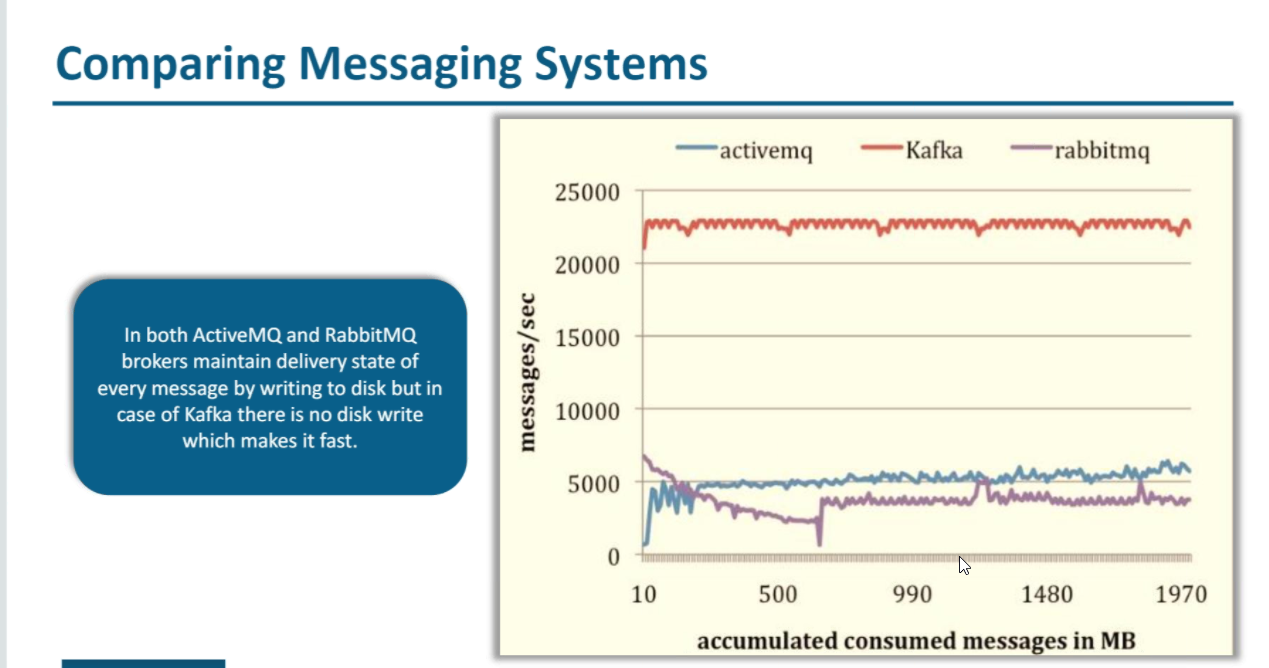 Comparing Messaging Systems
In both ActiveMQ and RabbitMQ
brokers maintain delivery state of
every message by writing to disk but in
case of Kafka there is no disk write
which makes it fast.
activemq Kafka rabbitmq
25000
20000
15000
10000
5000
0
messages/sec
10 500 990 1480 1970
accumulated consumed messages in MB